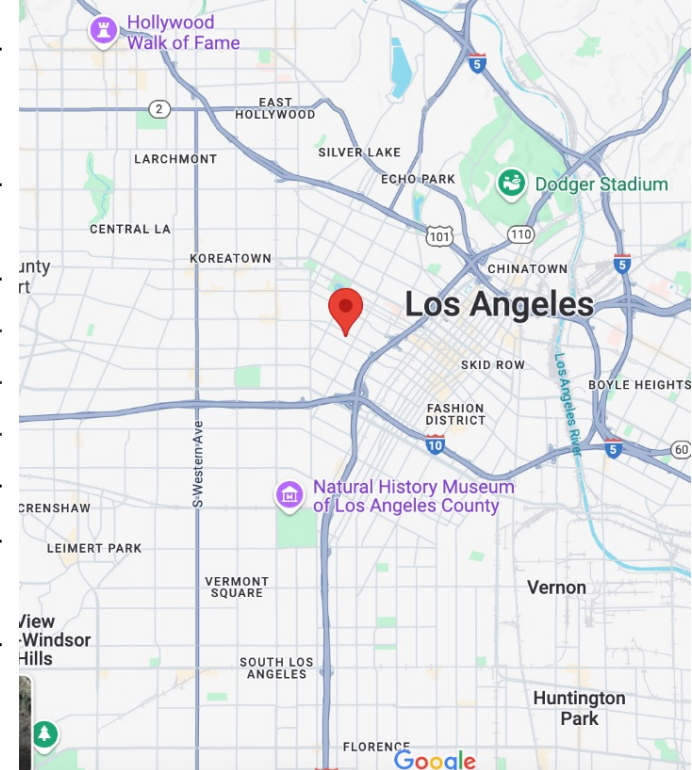 Hollywood
Walk of Fame
5
2
EAST
HOLLYWOOD
SILVER LAKE
LARCHMONT
ECHO PARK
Dodger Stadium
CENTRAL LA
101
110
KOREATOWN
CHINATOWN
5
unty
rt
Los Angeles
SKID ROW
Los Angeles River
BOYLE HEIGHTS
FASHION
DISTRICT
10
5
60
S Western Ave
Natural History Museum
of Los Angeles County
CRENSHAW
LEIMERT PARK
VERMONT
SQUARE
Vernon
View
-Windsor
Hills
SOUTH LOS
ANGELES
Huntington
Park
FLORENCE
Google